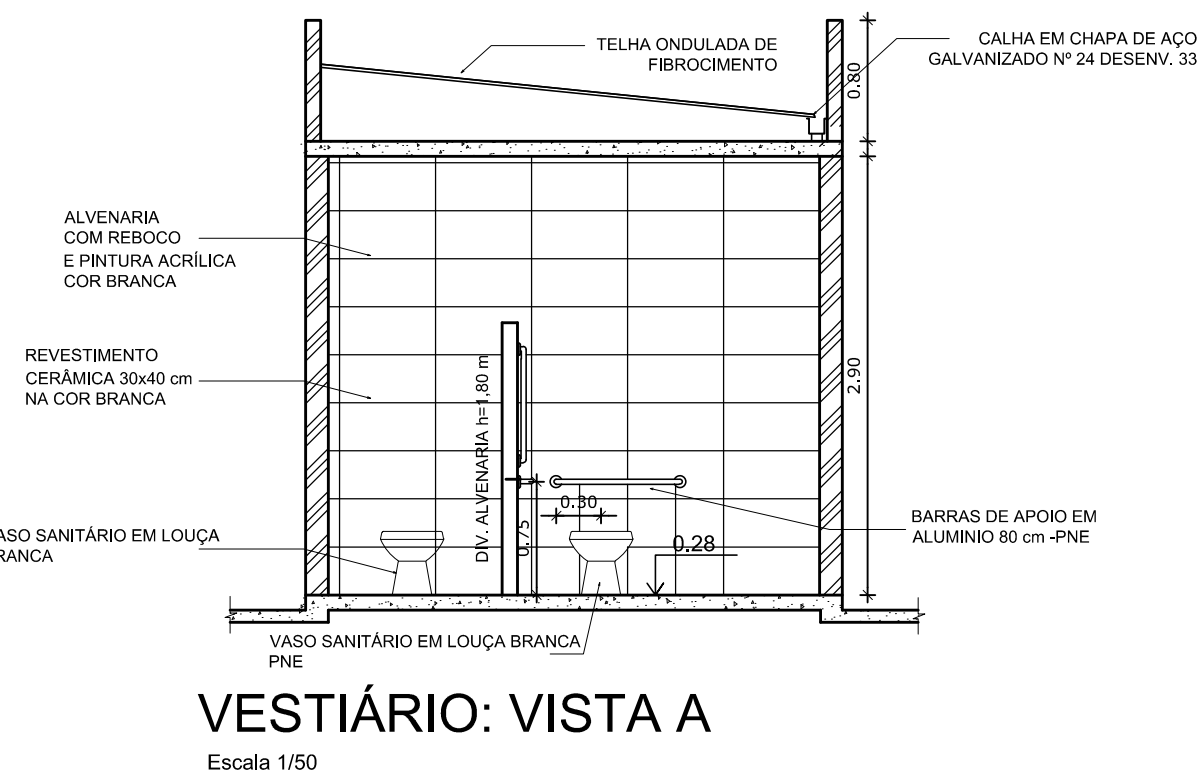 TELHA ONDULADA DE
FIBROCIMENTO
CALHA EM CHAPA DE AÇO
GALVANIZADO Nº 24 DESENV. 33
0.80
ALVENARIA
COM REBOCO
E PINTURA ACRÍLICA
COR BRANCA
REVESTIMENTO
CERÂMICA 30x40 cm
NA COR BRANCA
2.90
DIV. ALVENARIA h=1,80 m
0.75
0.30
0.28
ASO SANITÁRIO EM LOUÇA
RANCA
BARRAS DE APOIO EM
ALUMINIO 80 cm -PNE
VASO SANITÁRIO EM LOUÇA BRANCA
PNE
VESTIÁRIO: VISTA A
Escala 1/50